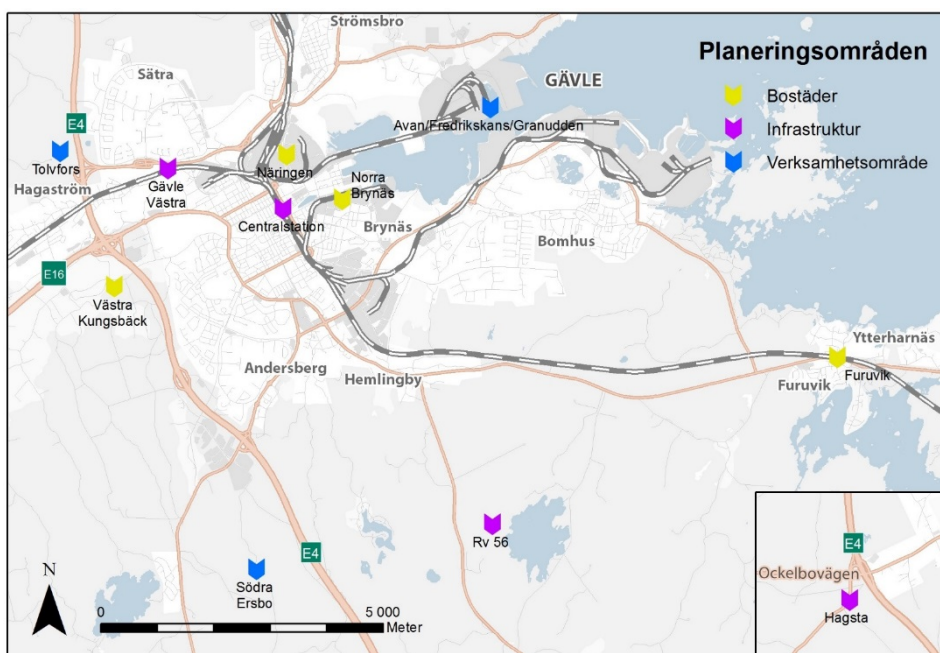 Strömsbro
Planeringsområden
Bostäder
Infrastruktur
Verksamhetsområde
GÄVLE
Sätra
E4
Avan/Fredrikskans/Granudden
Tolvfors
Hagaström
Gävle
Västra
Näringen
Norra
Brynäs
Centralstation
Brynäs
Bomhus
E16
Västra
Kungsbäck
Andersberg
Hemlingby
Ytterharnäs
Furuvik
Furuvik
Rv 56
E4
Södra
Ersbo
N
0
5 000
Meter
E4
Ockelbovägen
Hagsta